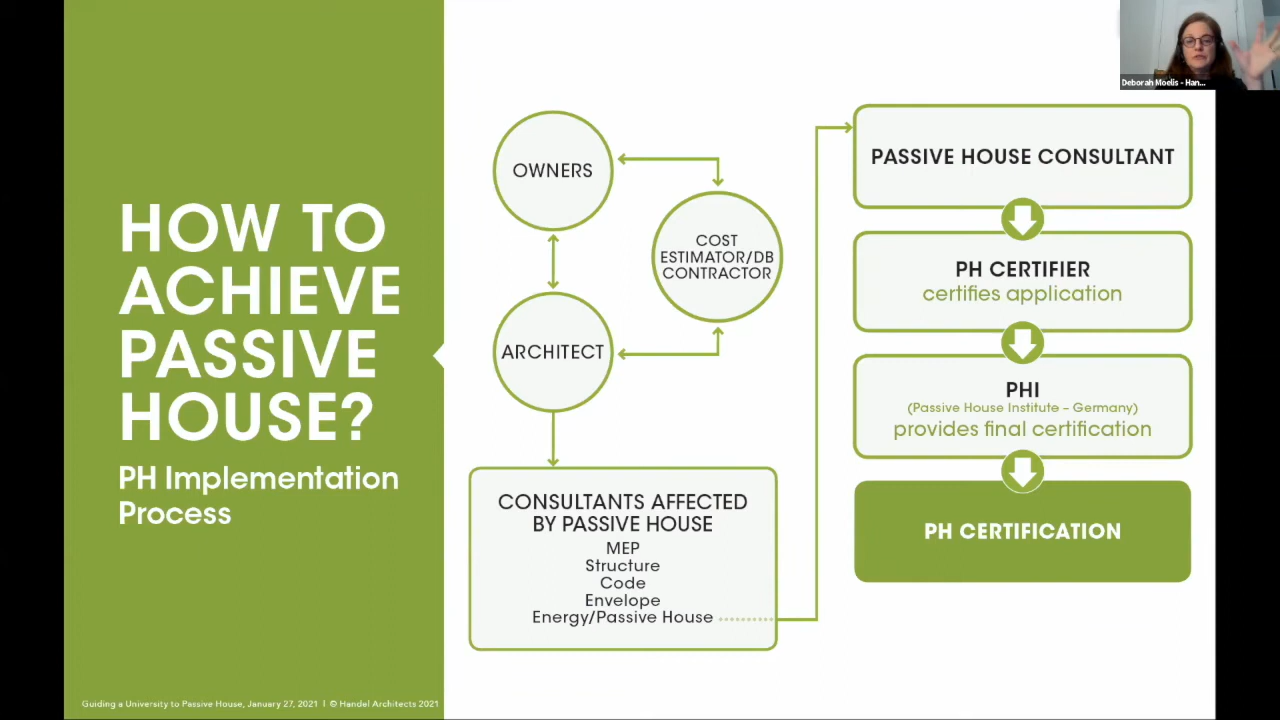 HOW TO
ACHIEVE
PASSIVE
HOUSE?
PH Implementation
Process
Guiding a University to Passive House, January 27, 2021 | © Handel Architects 2021
OWNERS
COST
ESTIMATOR/DB
CONTRACTOR
ARCHITECT
CONSULTANTS AFFECTED
BY PASSIVE HOUSE
MEP
Structure
Code
Envelope
Energy/Passive House
PASSIVE HOUSE CONSULTANT
PH CERTIFIER
certifies application
PHI
(Passive House Institute – Germany)
provides final certification
PH CERTIFICATION
Deborah Moelis - Han...